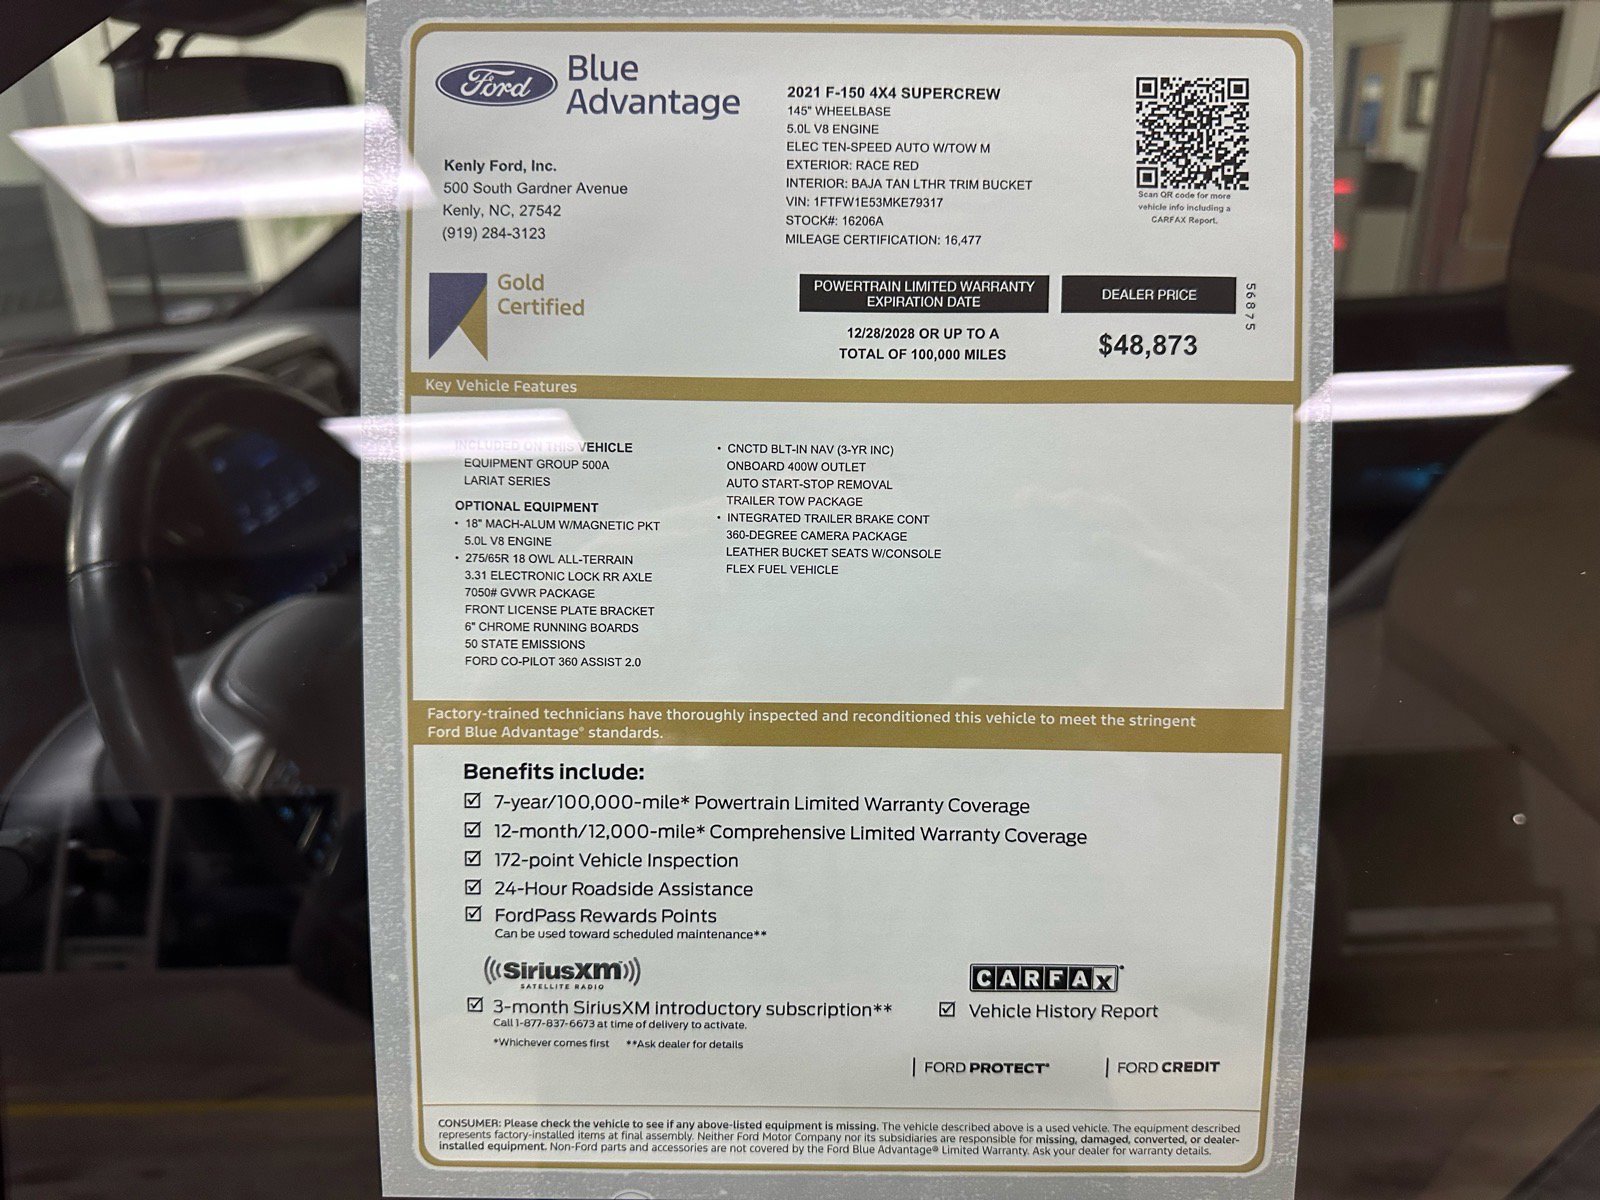 Ford
Blue
Advantage
Kenly Ford, Inc.
500 South Gardner Avenue
Kenly, NC, 27542
(919) 284-3123
2021 F-150 4X4 SUPERCREW
145" WHEELBASE
5.0L V8 ENGINE
ELEC TEN-SPEED AUTO W/TOW M
EXTERIOR: RACE RED
INTERIOR: BAJA TAN LTHR TRIM BUCKET
VIN: 1FTFW1E53MKE79317
STOCK#: 16206A
MILEAGE CERTIFICATION: 16,477
Scan QR code for more
vehicle info including a
CARFAX Report.
Gold
Certified
POWERTRAIN LIMITED WARRANTY
EXPIRATION DATE
12/28/2028 OR UP TO A
TOTAL OF 100,000 MILES
DEALER PRICE
$48,873
56875
Key Vehicle Features
INCLUDED ON THIS VEHICLE
EQUIPMENT GROUP 500A
LARIAT SERIES
OPTIONAL EQUIPMENT
• 18" MACH-ALUM W/MAGNETIC PKT
5.0L V8 ENGINE
• 275/65R 18 OWL ALL-TERRAIN
3.31 ELECTRONIC LOCK RR AXLE
7050# GVWR PACKAGE
FRONT LICENSE PLATE BRACKET
6" CHROME RUNNING BOARDS
50 STATE EMISSIONS
FORD CO-PILOT 360 ASSIST 2.0
• CNCTD BLT-IN NAV (3-YR INC)
ONBOARD 400W OUTLET
AUTO START-STOP REMOVAL
TRAILER TOW PACKAGE
• INTEGRATED TRAILER BRAKE CONT
360-DEGREE CAMERA PACKAGE
LEATHER BUCKET SEATS W/CONSOLE
FLEX FUEL VEHICLE
Factory-trained technicians have thoroughly inspected and reconditioned this vehicle to meet the stringent
Ford Blue Advantage® standards.
Benefits include:
☑ 7-year/100,000-mile* Powertrain Limited Warranty Coverage
☑ 12-month/12,000-mile* Comprehensive Limited Warranty Coverage
☑ 172-point Vehicle Inspection
☑ 24-Hour Roadside Assistance
☑ FordPass Rewards Points
Can be used toward scheduled maintenance**
((SiriusXM))
SATELLITE RADIO
☑ 3-month SiriusXM introductory subscription**
Call 1-877-837-6673 at time of delivery to activate.
*Whichever comes first **Ask dealer for details
CARFAX
☑ Vehicle History Report
FORD PROTECT®
FORD CREDIT
CONSUMER: Please check the vehicle to see if any above-listed equipment is missing. The vehicle described above is a used vehicle. The equipment described
represents factory-installed items at final assembly. Neither Ford Motor Company nor its subsidiaries are responsible for missing, damaged, converted, or dealer-
installed equipment. Non-Ford parts and accessories are not covered by the Ford Blue Advantage® Limited Warranty. Ask your dealer for warranty details.